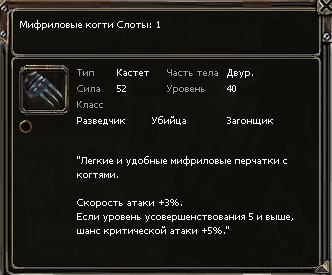 Мифриловые когти Слоты: 1
Тип Кастет Часть тела Двур.
Сила 52 Уровень 40
Класс
Разведчик Убийца Загонщик
"Легкие и удобные мифриловые перчатки с
когтями.
Скорость атаки +3%.
Если уровень усовершенствования 5 и выше,
шанс критической атаки +5%."